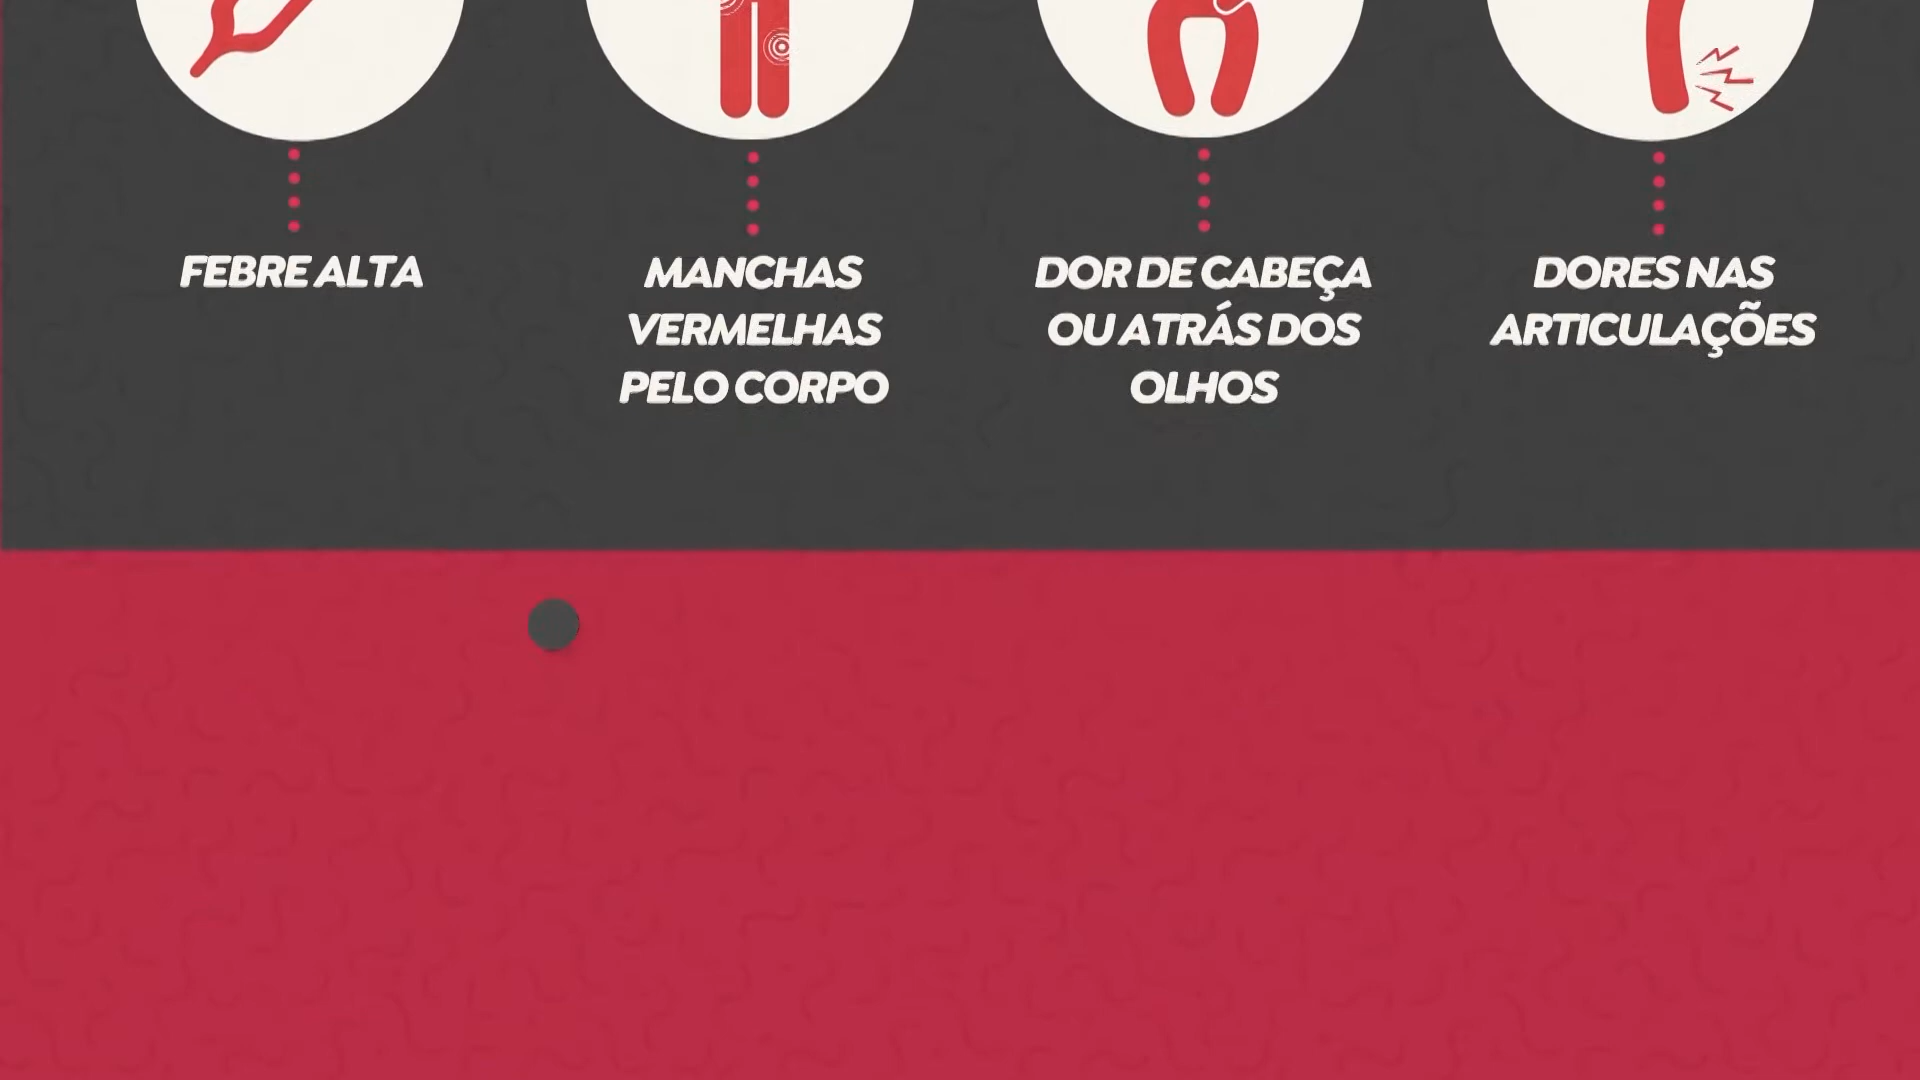 FEBRE ALTA
MANCHAS
VERMELHAS
PELO CORPO
DOR DE CABEÇA
OU ATRÁS DOS
OLHOS
DORES NAS
ARTICULAÇÕES